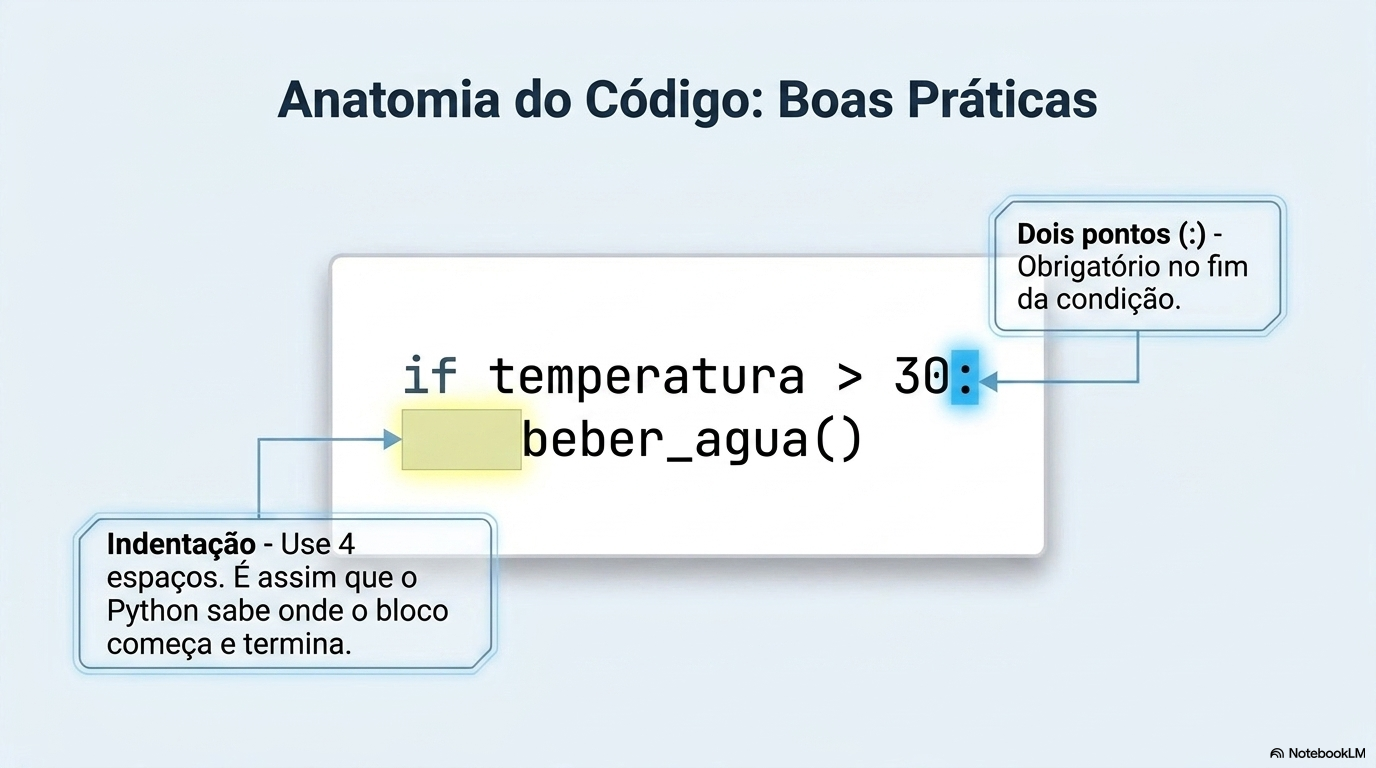 Anatomia do Código: Boas Práticas
Dois pontos (:) -
Obrigatório no fim
da condição.
if temperatura > 30:
beber_agua()
Indentação - Use 4
espaços. É assim que o
Python sabe onde o bloco
começa e termina.
NotebookLM